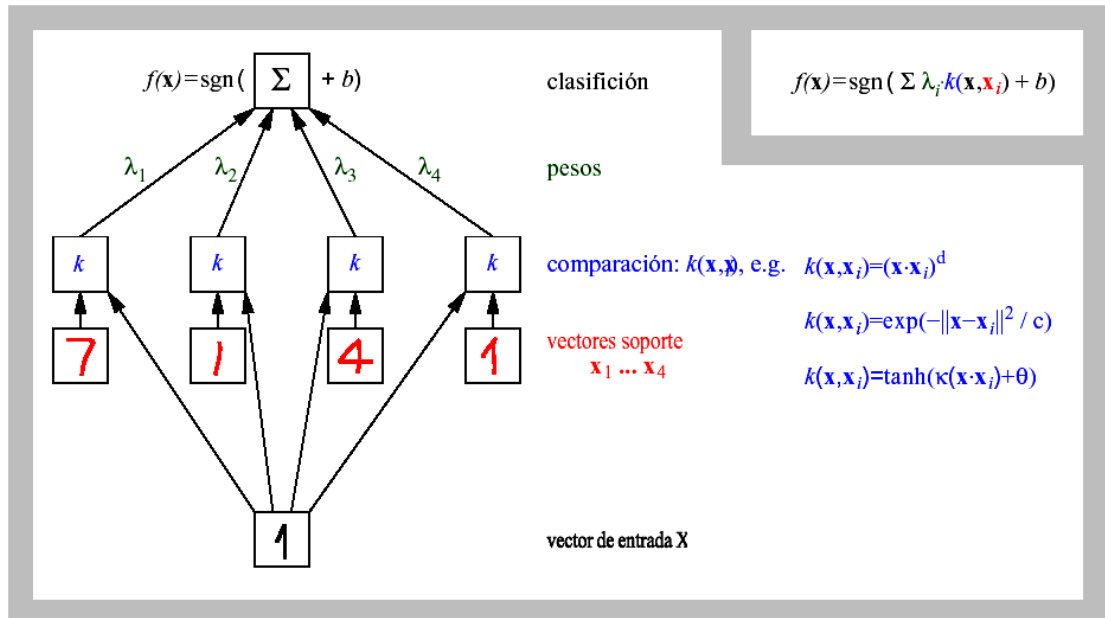 f(x)=sgn( Σ + b)
clasifición
f(x)=sgn( Σ λᵢ·k(x,xᵢ) + b)
λ₁ λ₂ λ₃ λ₄
pesos
k k k k
comparación: k(x,xᵢ), e.g. k(x,xᵢ)=(x·xᵢ)ᵈ
k(x,xᵢ)=exp(−||x−xᵢ||² / c)
7 1 4 1
vectores soporte
x₁ ... x₄
k(x,xᵢ)=tanh(κ(x·xᵢ)+θ)
1
vector de entrada X